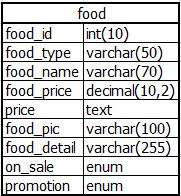 food
food_id int(10)
food_type varchar(50)
food_name varchar(70)
food_price decimal(10,2)
price text
food_pic varchar(100)
food_detail varchar(255)
on_sale enum
promotion enum